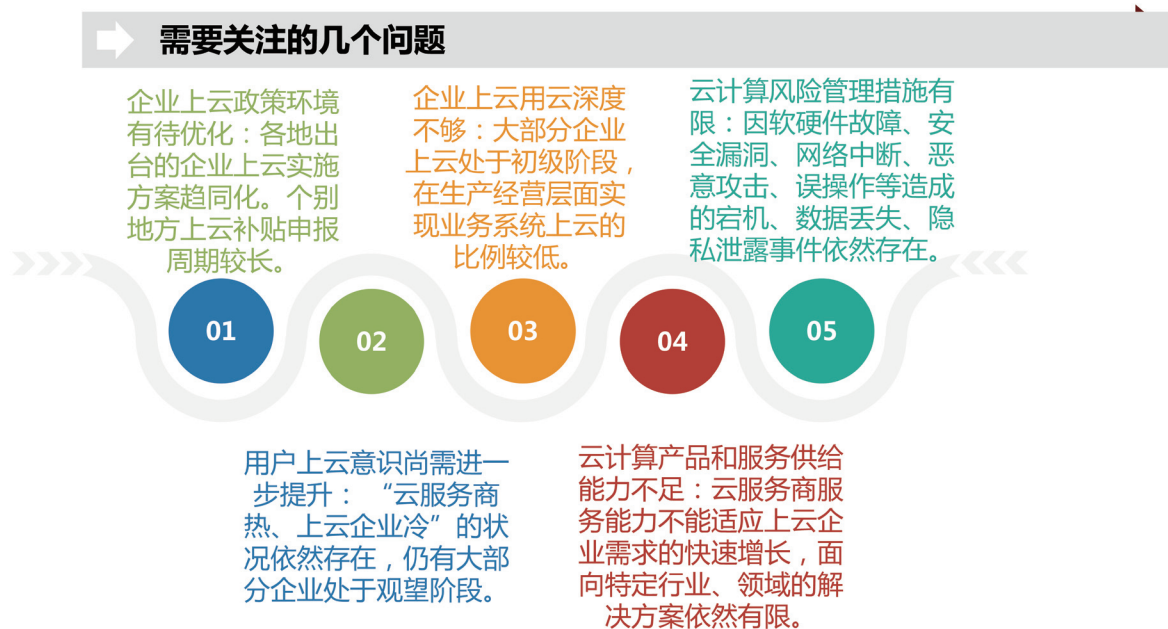 需要关注的几个问题
企业上云政策环境
有待优化：各地出
台的企业上云实施
方案趋同化。个别
地方上云补贴申报
周期较长。
企业上云用云深度
不够：大部分企业
上云处于初级阶段，
在生产经营层面实
现业务系统上云的
比例较低。
云计算风险管理措施有
限：因软硬件故障、安
全漏洞、网络中断、恶
意攻击、误操作等造成
的宕机、数据丢失、隐
私泄露事件依然存在。
01
02
03
04
05
用户上云意识尚需进一
步提升： “云服务商
热、上云企业冷”的状
况依然存在，仍有大部
分企业处于观望阶段。
云计算产品和服务供给
能力不足：云服务商服
务能力不能适应上云企
业需求的快速增长，面
向特定行业、领域的解
决方案依然有限。